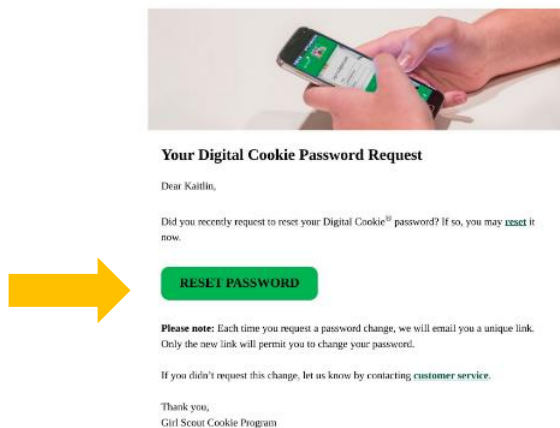 Your Digital Cookie Password Request
Dear Kaitlin,
Did you recently request to reset your Digital Cookie® password? If so, you may reset it
now.
RESET PASSWORD
Please note: Each time you request a password change, we will email you a unique link.
Only the new link will permit you to change your password.
If you didn't request this change, let us know by contacting customer service.
Thank you,
Girl Scout Cookie Program